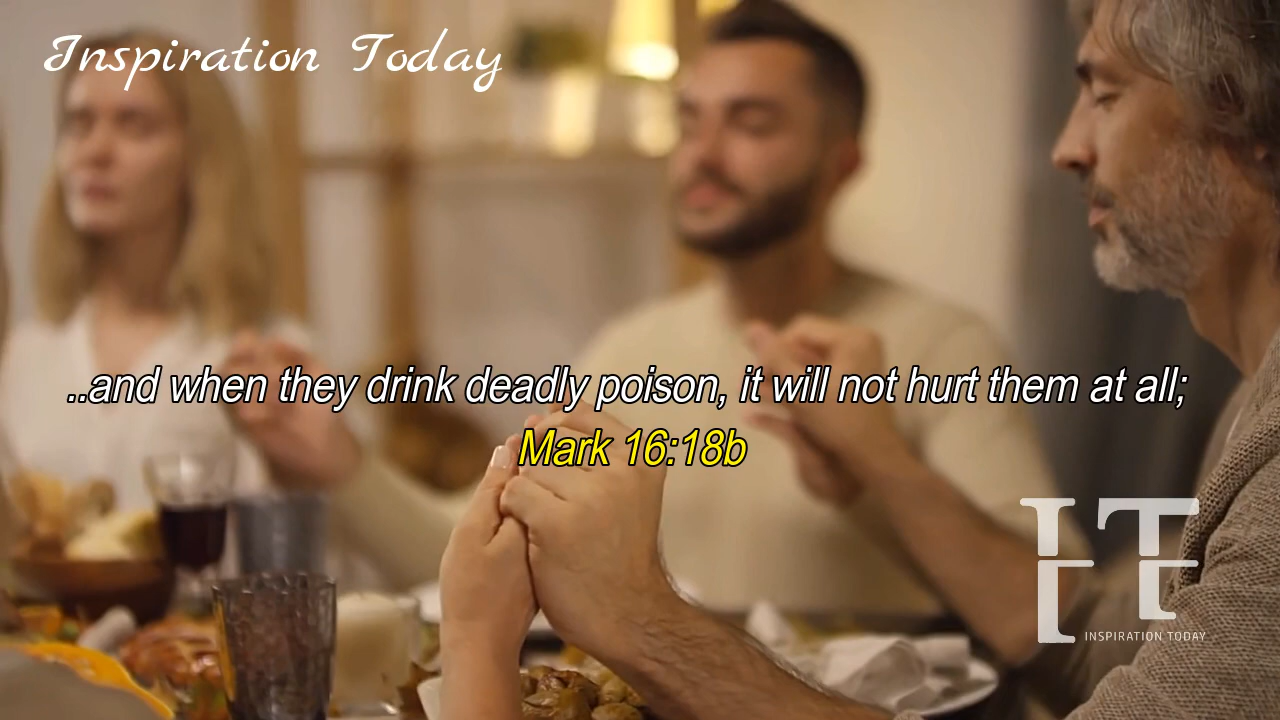 Inspiration Today
..and when they drink deadly poison, it will not hurt them at all;
Mark 16:18b
IT
INSPIRATION TODAY